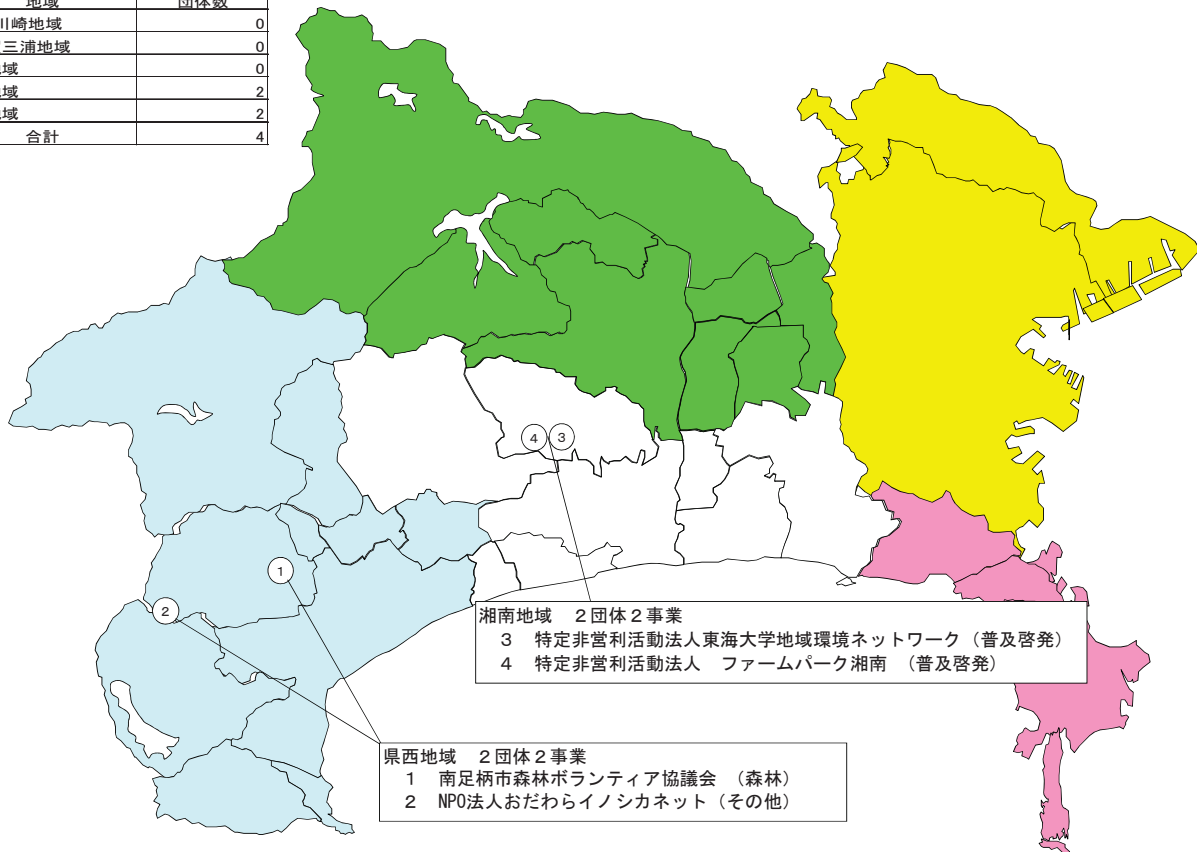 地域 団体数
川崎地域 0
三浦地域 0
地域 0
地域 2
地域 2
合計 4
4 3
1
2
湘南地域 2団体2事業
3 特定非営利活動法人東海大学地域環境ネットワーク（普及啓発）
4 特定非営利活動法人 ファームパーク湘南 （普及啓発）
県西地域 2団体2事業
1 南足柄市森林ボランティア協議会 （森林）
2 NPO法人おだわらイノシカネット（その他）